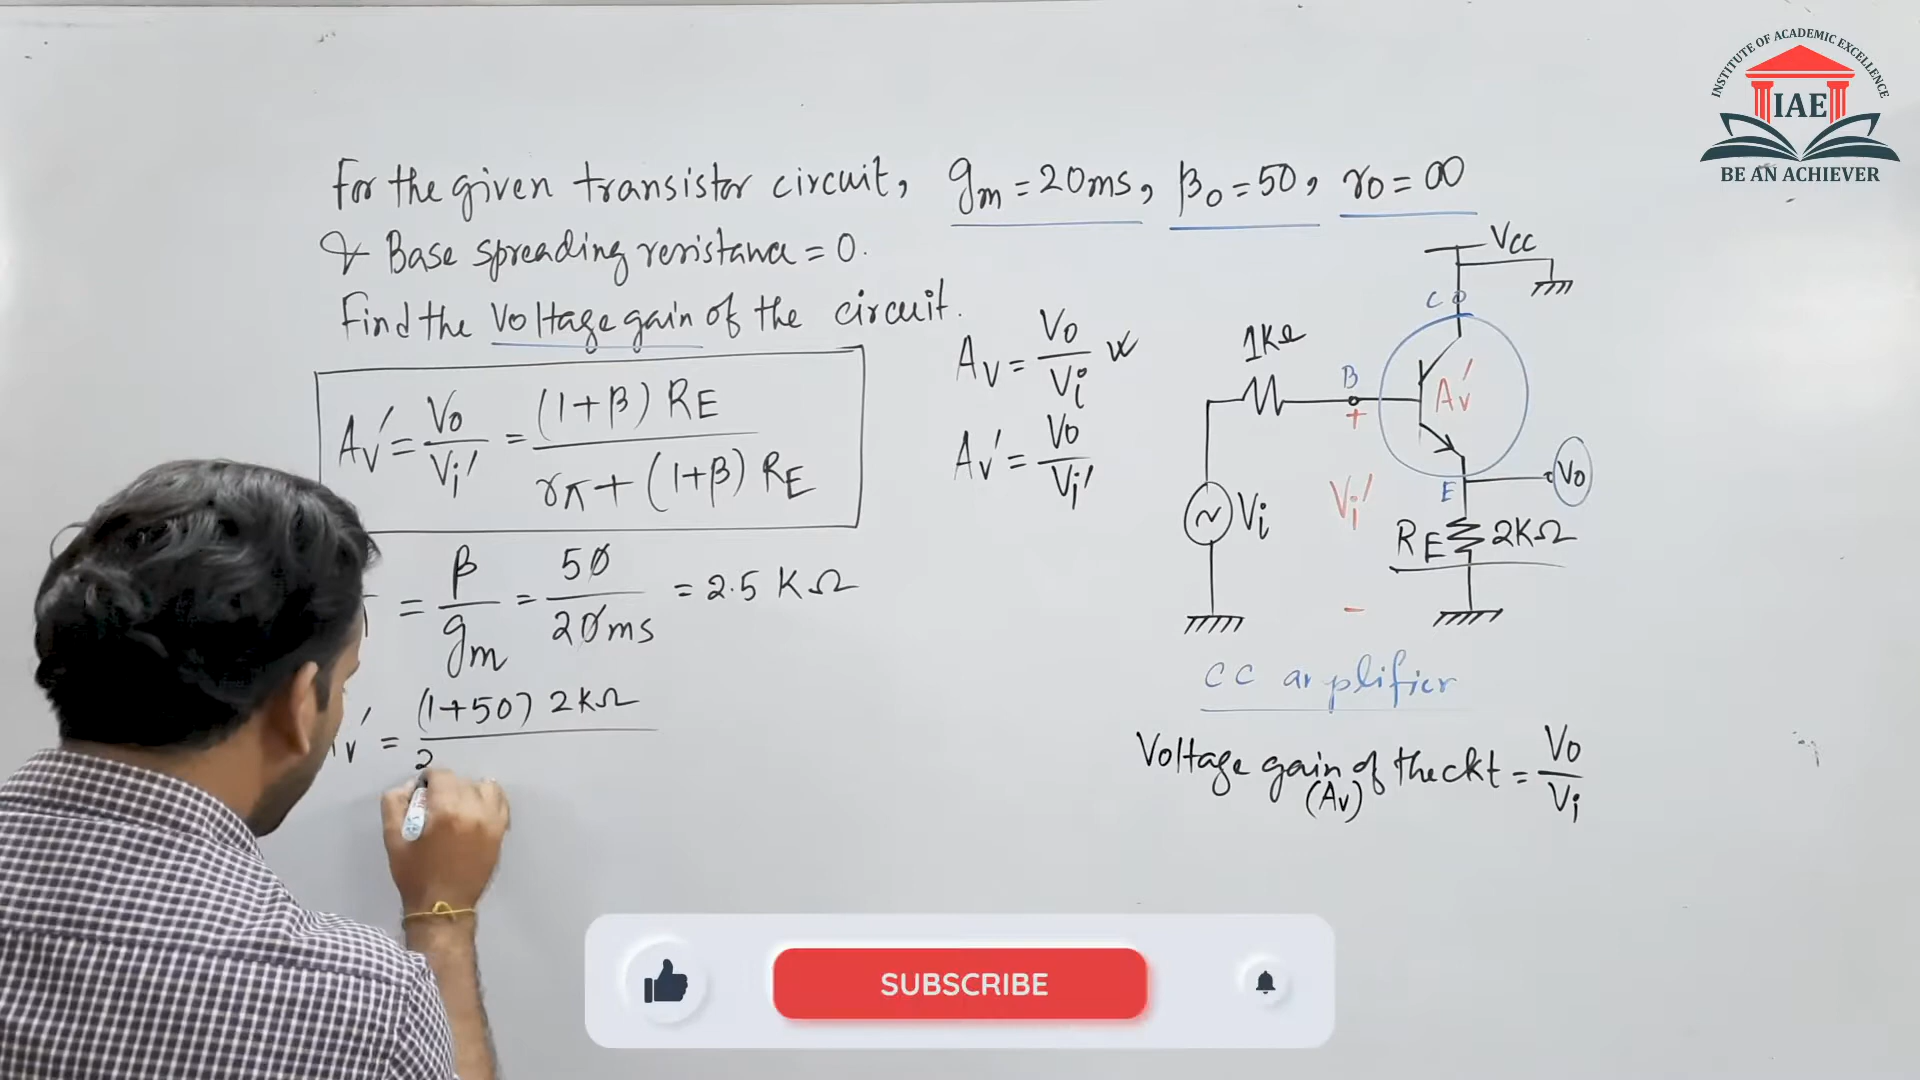 INSTITUTE OF ACADEMIC EXCELLENCE
IAE
BE AN ACHIEVER
For the given transistor circuit, gm = 20ms, β0 = 50, r0 = ∞
& Base spreading resistance = 0.
Find the voltage gain of the circuit.
Av' = Vo/Vi' = (1+β) RE / rπ + (1+β) RE
Av = Vo/Vi
Av' = Vo/Vi'
= β/gm = 50/20ms = 2.5 KΩ
Av' = (1+50) 2KΩ / 2
Vcc
C
1KΩ
B
Av'
+
Vi
Vi'
E
Vo
RE 2KΩ
-
CC amplifier
Voltage gain of the ckt = Vo/Vi
(Av)
SUBSCRIBE